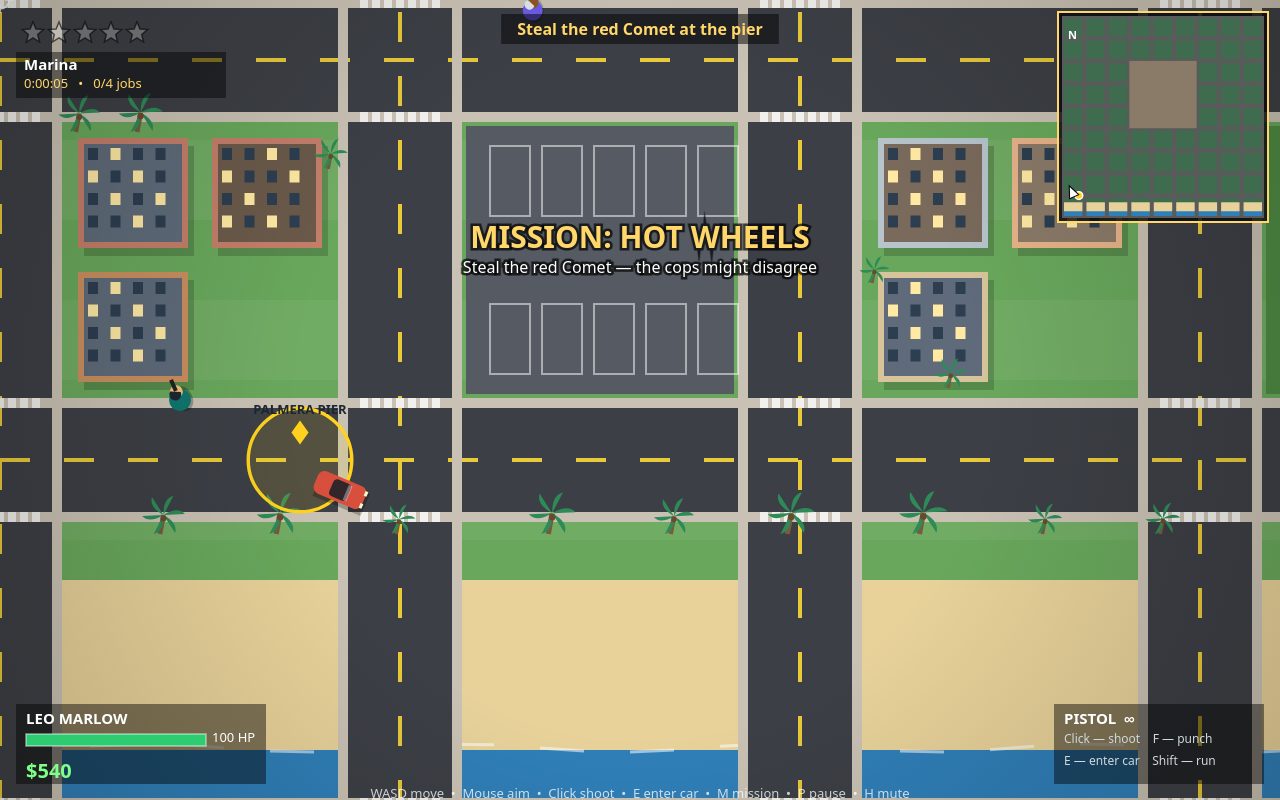 Steal the red Comet at the pier
Marina
0:00:05 • 0/4 jobs
N
MISSION: HOT WHEELS
Steal the red Comet — the cops might disagree
PALMERA PIER
LEO MARLOW
100 HP
$540
PISTOL ∞
Click — shoot F — punch
E — enter car Shift — run
WASD move • Mouse aim • Click shoot • E enter car • M mission • P pause • H mute